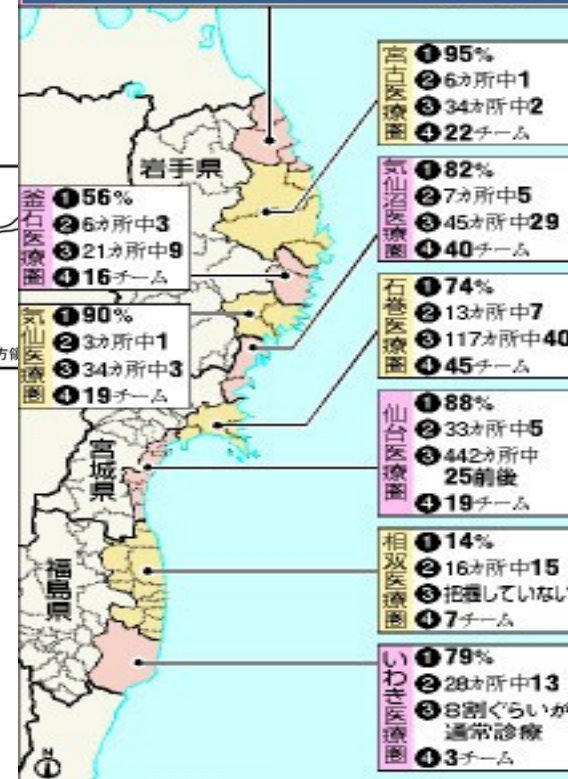 宮古医療圏
❶95%
❷6カ所中1
❸34カ所中2
❹22チーム
岩手県
気仙沼医療圏
❶82%
❷7カ所中5
❸45カ所中29
❹40チーム
釜石医療圏
❶56%
❷6カ所中3
❸21カ所中9
❹16チーム
石巻医療圏
❶74%
❷13カ所中7
❸117カ所中40
❹45チーム
気仙医療圏
❶90%
❷3カ所中1
❸34カ所中3
❹19チーム
仙台医療圏
❶88%
❷33カ所中5
❸442カ所中
25前後
❹19チーム
宮城県
相双医療圏
❶14%
❷16カ所中15
❸把握していない
❹7チーム
福島県
いわき医療圏
❶79%
❷28カ所中13
❸8割ぐらいが
通常診療
❹3チーム
N